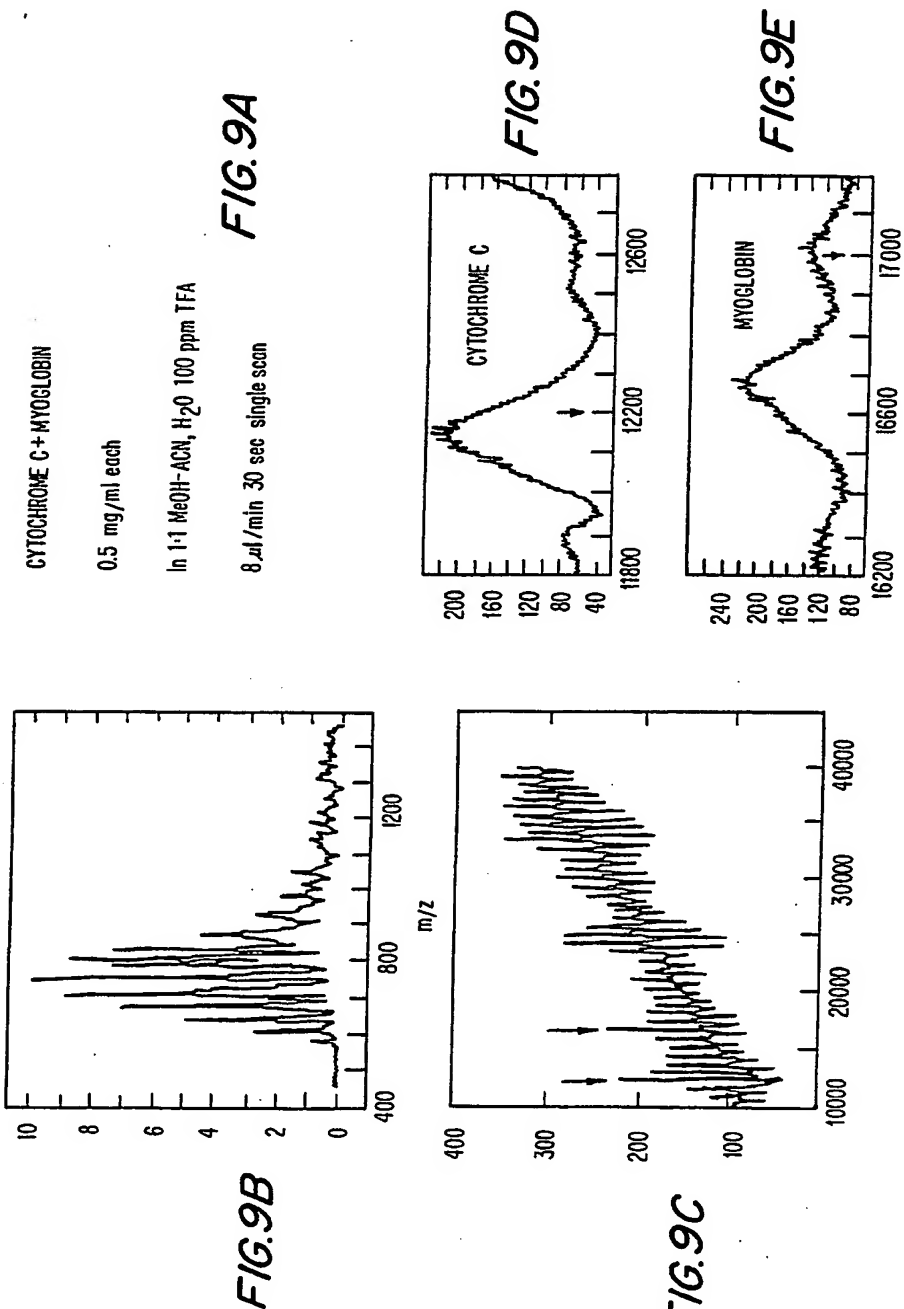 CYTOCHROME C + MYOGLOBIN
0.5 mg/ml each
In 1:1 MeOH-ACN, H2O 100 ppm TFA
8 µl/min 30 sec single scan
FIG. 9A
10
8
6
4
2
0
400
800
1200
m/z
FIG.9B
400
300
200
100
10000
20000
30000
40000
FIG.9C
CYTOCHROME C
200
160
120
80
40
11800
12200
12600
FIG. 9D
MYOGLOBIN
240
200
160
120
80
16200
16600
17000
FIG. 9E